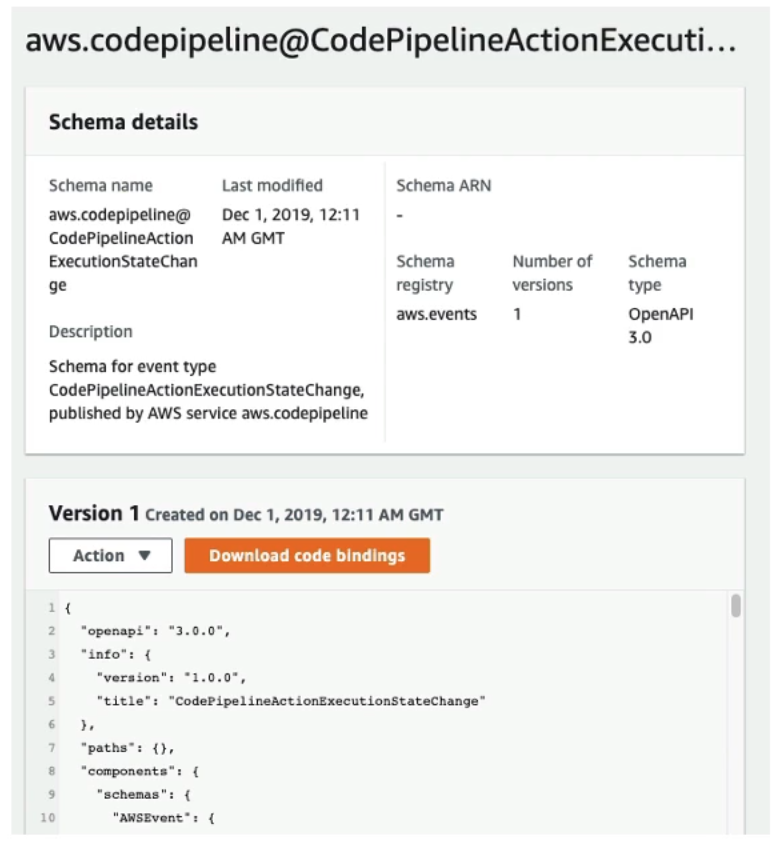 aws.codepipeline@CodePipelineActionExecuti...
Schema details
Schema name
aws.codepipeline@
CodePipelineAction
ExecutionStateChan
ge
Last modified
Dec 1, 2019, 12:11
AM GMT
Description
Schema for event type
CodePipelineActionExecutionStateChange,
published by AWS service aws.codepipeline
Schema ARN
-
Schema
registry
aws.events
Number of
versions
1
Schema
type
OpenAPI
3.0
Version 1 Created on Dec 1, 2019, 12:11 AM GMT
Action ▼
Download code bindings
1 {
2 "openapi": "3.0.0",
3 "info": {
4 "version": "1.0.0",
5 "title": "CodePipelineActionExecutionStateChange"
6 },
7 "paths": {},
8 "components": {
9 "schemas": {
10 "AWSEvent": {